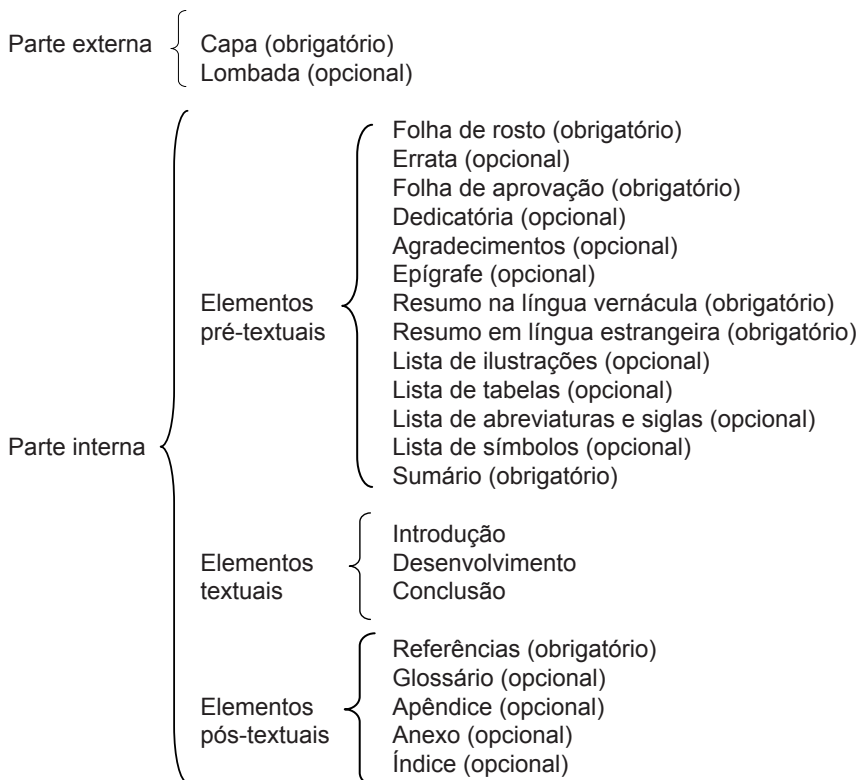 Parte externa
Capa (obrigatório)
Lombada (opcional)
Parte interna
Elementos
pré-textuais
Folha de rosto (obrigatório)
Errata (opcional)
Folha de aprovação (obrigatório)
Dedicatória (opcional)
Agradecimentos (opcional)
Epígrafe (opcional)
Resumo na língua vernácula (obrigatório)
Resumo em língua estrangeira (obrigatório)
Lista de ilustrações (opcional)
Lista de tabelas (opcional)
Lista de abreviaturas e siglas (opcional)
Lista de símbolos (opcional)
Sumário (obrigatório)
Elementos
textuais
Introdução
Desenvolvimento
Conclusão
Elementos
pós-textuais
Referências (obrigatório)
Glossário (opcional)
Apêndice (opcional)
Anexo (opcional)
Índice (opcional)